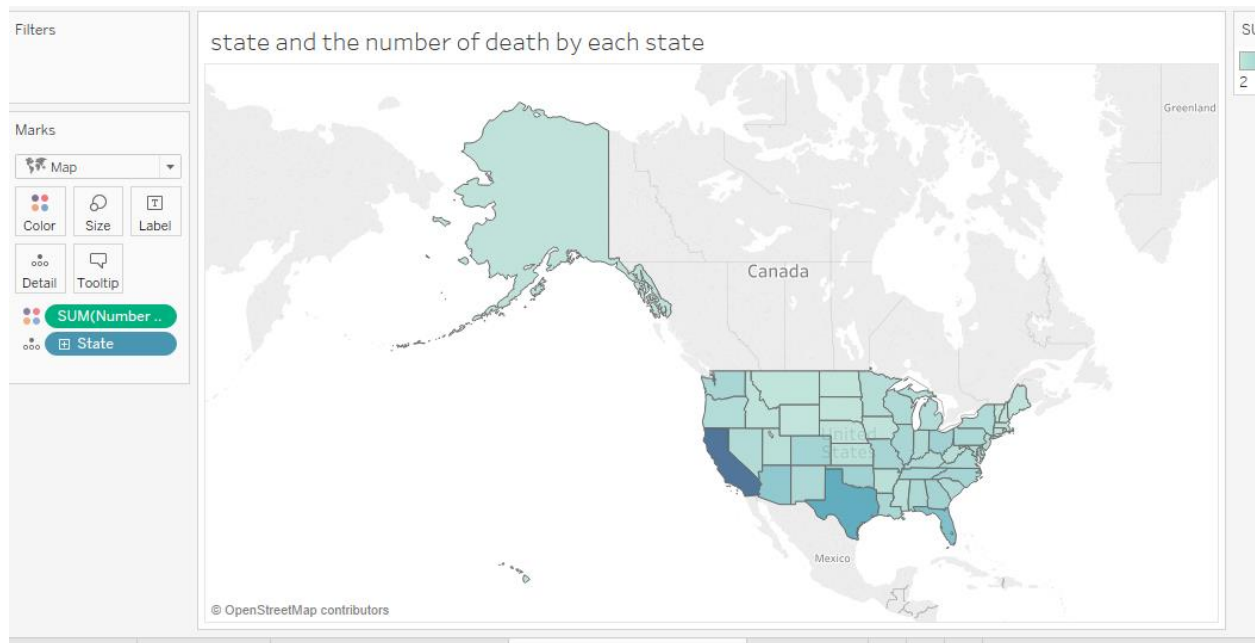 Filters
Marks
Map
Color
Size
Label
Detail
Tooltip
SUM(Number ..
State
state and the number of death by each state
Greenland
Canada
United
States
Mexico
© OpenStreetMap contributors
SU
2